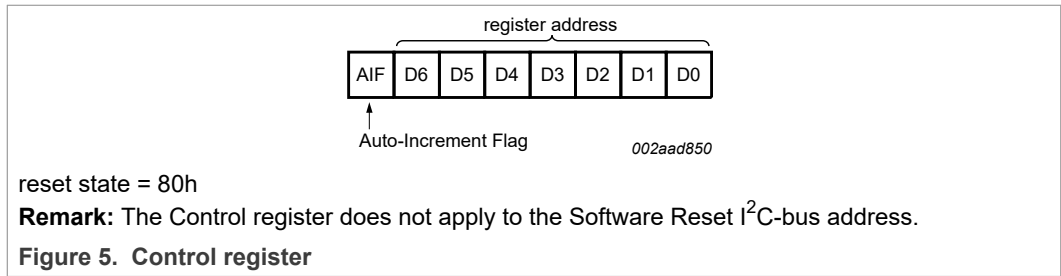 register address
AIF D6 D5 D4 D3 D2 D1 D0
Auto-Increment Flag
002aad850
reset state = 80h
Remark: The Control register does not apply to the Software Reset I²C-bus address.
Figure 5. Control register